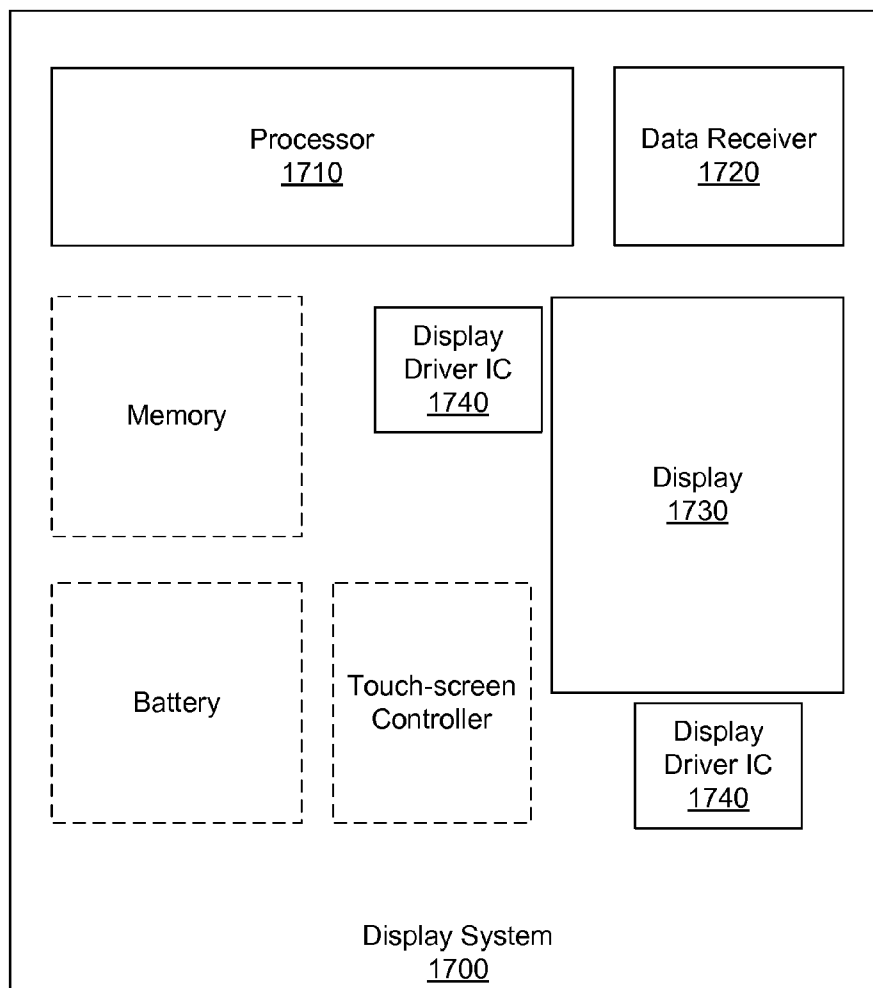 Processor
1710
Data Receiver
1720
Memory
Display
Driver IC
1740
Display
1730
Battery
Touch-screen
Controller
Display
Driver IC
1740
Display System
1700